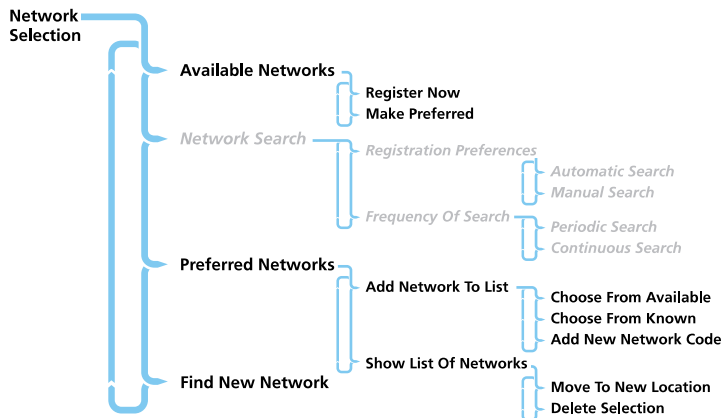 Network
Selection
Available Networks
Register Now
Make Preferred
Network Search
Registration Preferences
Automatic Search
Manual Search
Frequency Of Search
Periodic Search
Continuous Search
Preferred Networks
Add Network To List
Choose From Available
Choose From Known
Add New Network Code
Show List Of Networks
Move To New Location
Delete Selection
Find New Network